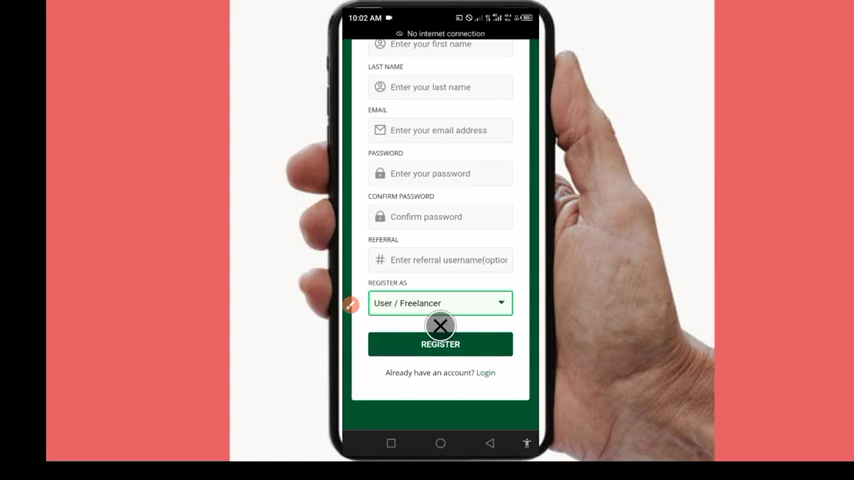 10:02 AM
No internet connection
Enter your first name
LAST NAME
Enter your last name
EMAIL
Enter your email address
PASSWORD
Enter your password
CONFIRM PASSWORD
Confirm password
REFERRAL
# Enter referral username(option
REGISTER AS
User / Freelancer
REGISTER
Already have an account? Login